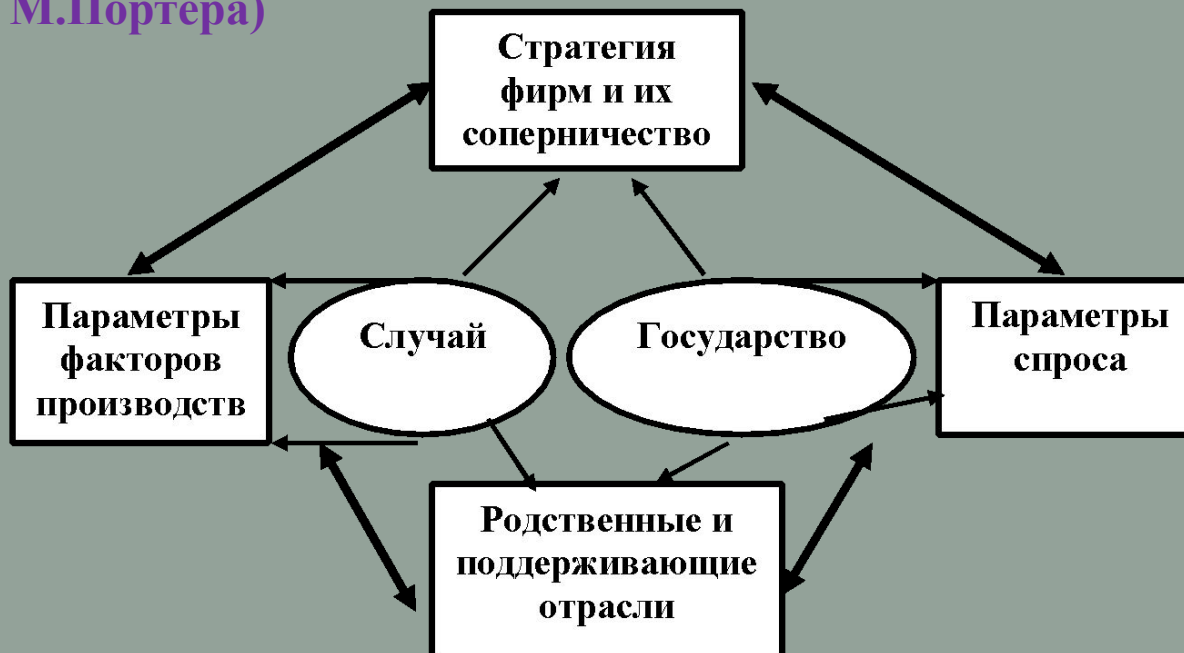 М.Портера)
Стратегия
фирм и их
соперничество
Параметры
факторов
производств
Случай
Государство
Параметры
спроса
Родственные и
поддерживающие
отрасли